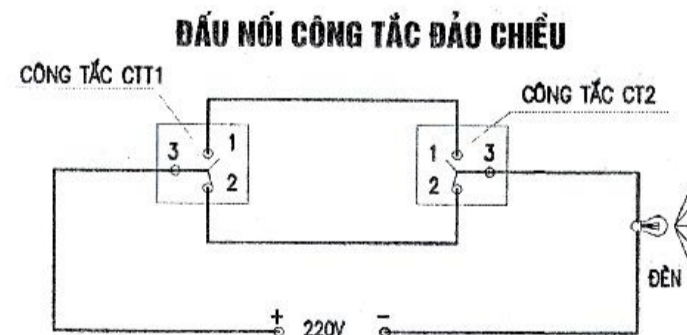 ĐẤU NỐI CÔNG TẮC ĐẢO CHIỀU
CÔNG TẮC CTT1
CÔNG TẮC CT2
3 1
2
1 3
2
ĐÈN
+ 220V -